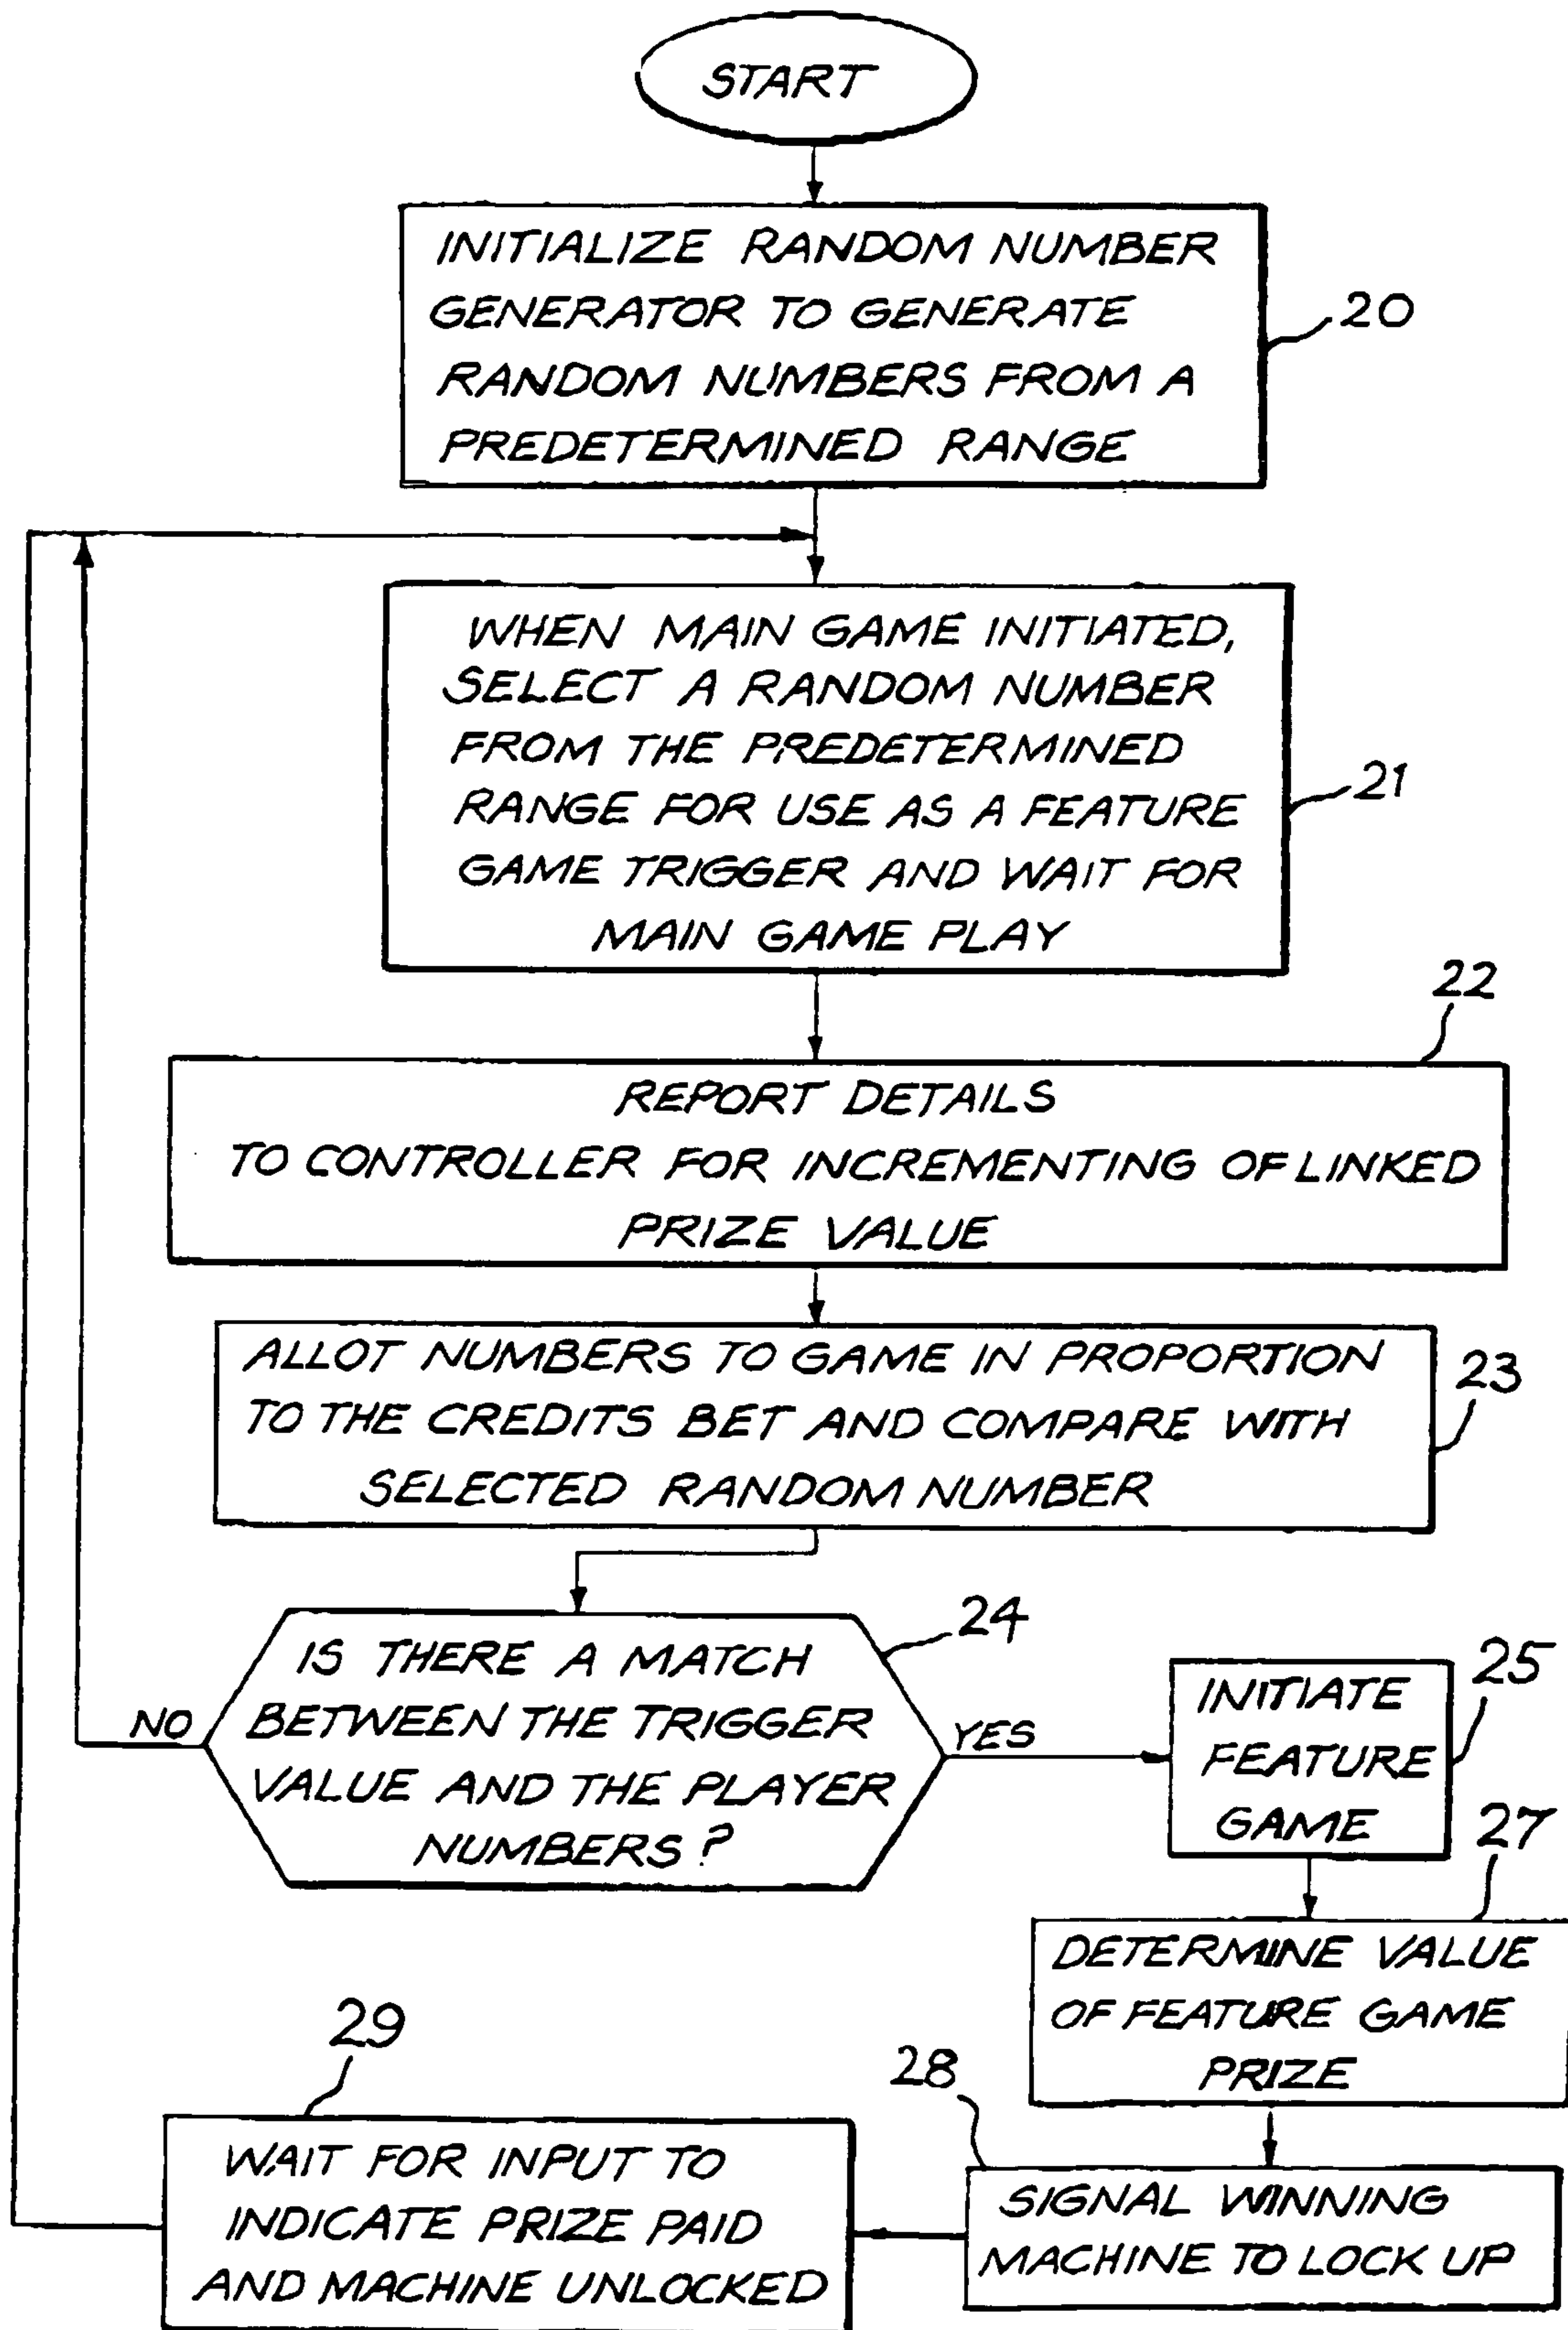 START
INITIALIZE RANDOM NUMBER
GENERATOR TO GENERATE
RANDOM NUMBERS FROM A
PREDETERMINED RANGE
20
WHEN MAIN GAME INITIATED,
SELECT A RANDOM NUMBER
FROM THE PREDETERMINED
RANGE FOR USE AS A FEATURE
GAME TRIGGER AND WAIT FOR
MAIN GAME PLAY
21
22
REPORT DETAILS
TO CONTROLLER FOR INCREMENTING OF LINKED
PRIZE VALUE
ALLOT NUMBERS TO GAME IN PROPORTION
TO THE CREDITS BET AND COMPARE WITH
SELECTED RANDOM NUMBER
23
24
IS THERE A MATCH
BETWEEN THE TRIGGER
VALUE AND THE PLAYER
NUMBERS?
NO
YES
25
INITIATE
FEATURE
GAME
27
DETERMINE VALUE
OF FEATURE GAME
PRIZE
28
SIGNAL WINNING
MACHINE TO LOCK UP
29
WAIT FOR INPUT TO
INDICATE PRIZE PAID
AND MACHINE UNLOCKED